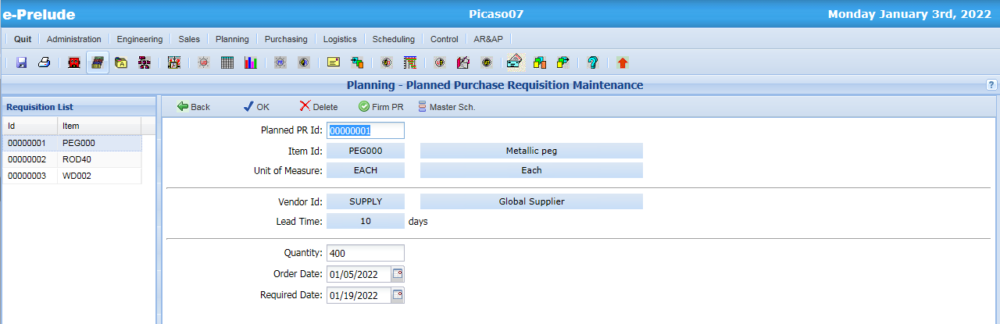 e-Prelude Picaso07 Monday January 3rd, 2022
Quit Administration Engineering Sales Planning Purchasing Logistics Scheduling Control AR&AP
Planning - Planned Purchase Requisition Maintenance ?
Requisition List
Id Item
00000001 PEG000
00000002 ROD40
00000003 WD002
Back OK Delete Firm PR Master Sch.
Planned PR Id: 00000001
Item Id: PEG000 Metallic peg
Unit of Measure: EACH Each
Vendor Id: SUPPLY Global Supplier
Lead Time: 10 days
Quantity: 400
Order Date: 01/05/2022
Required Date: 01/19/2022